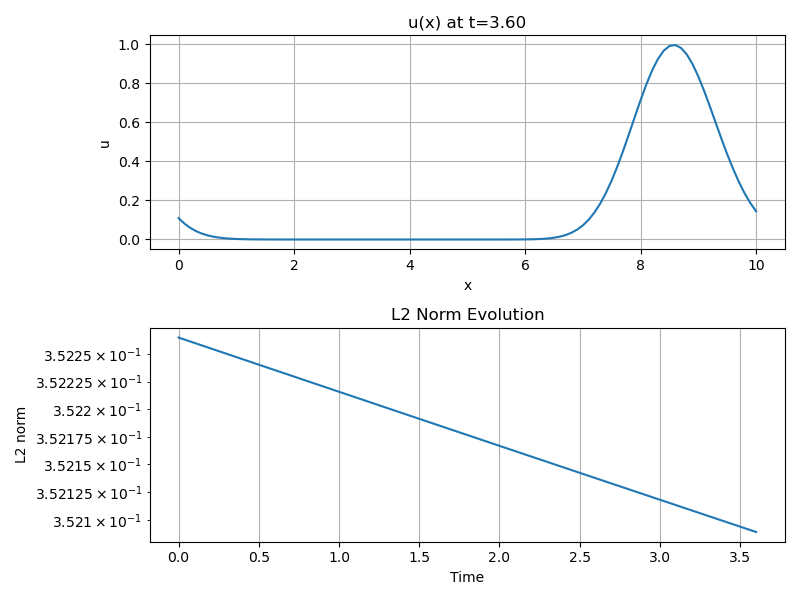 u(x) at t=3.60
1.0
0.8
0.6
0.4
0.2
0.0
u
0 2 4 6 8 10
x
L2 Norm Evolution
3.5225 × 10⁻¹
3.52225 × 10⁻¹
3.522 × 10⁻¹
3.52175 × 10⁻¹
3.5215 × 10⁻¹
3.52125 × 10⁻¹
3.521 × 10⁻¹
L2 norm
0.0 0.5 1.0 1.5 2.0 2.5 3.0 3.5
Time